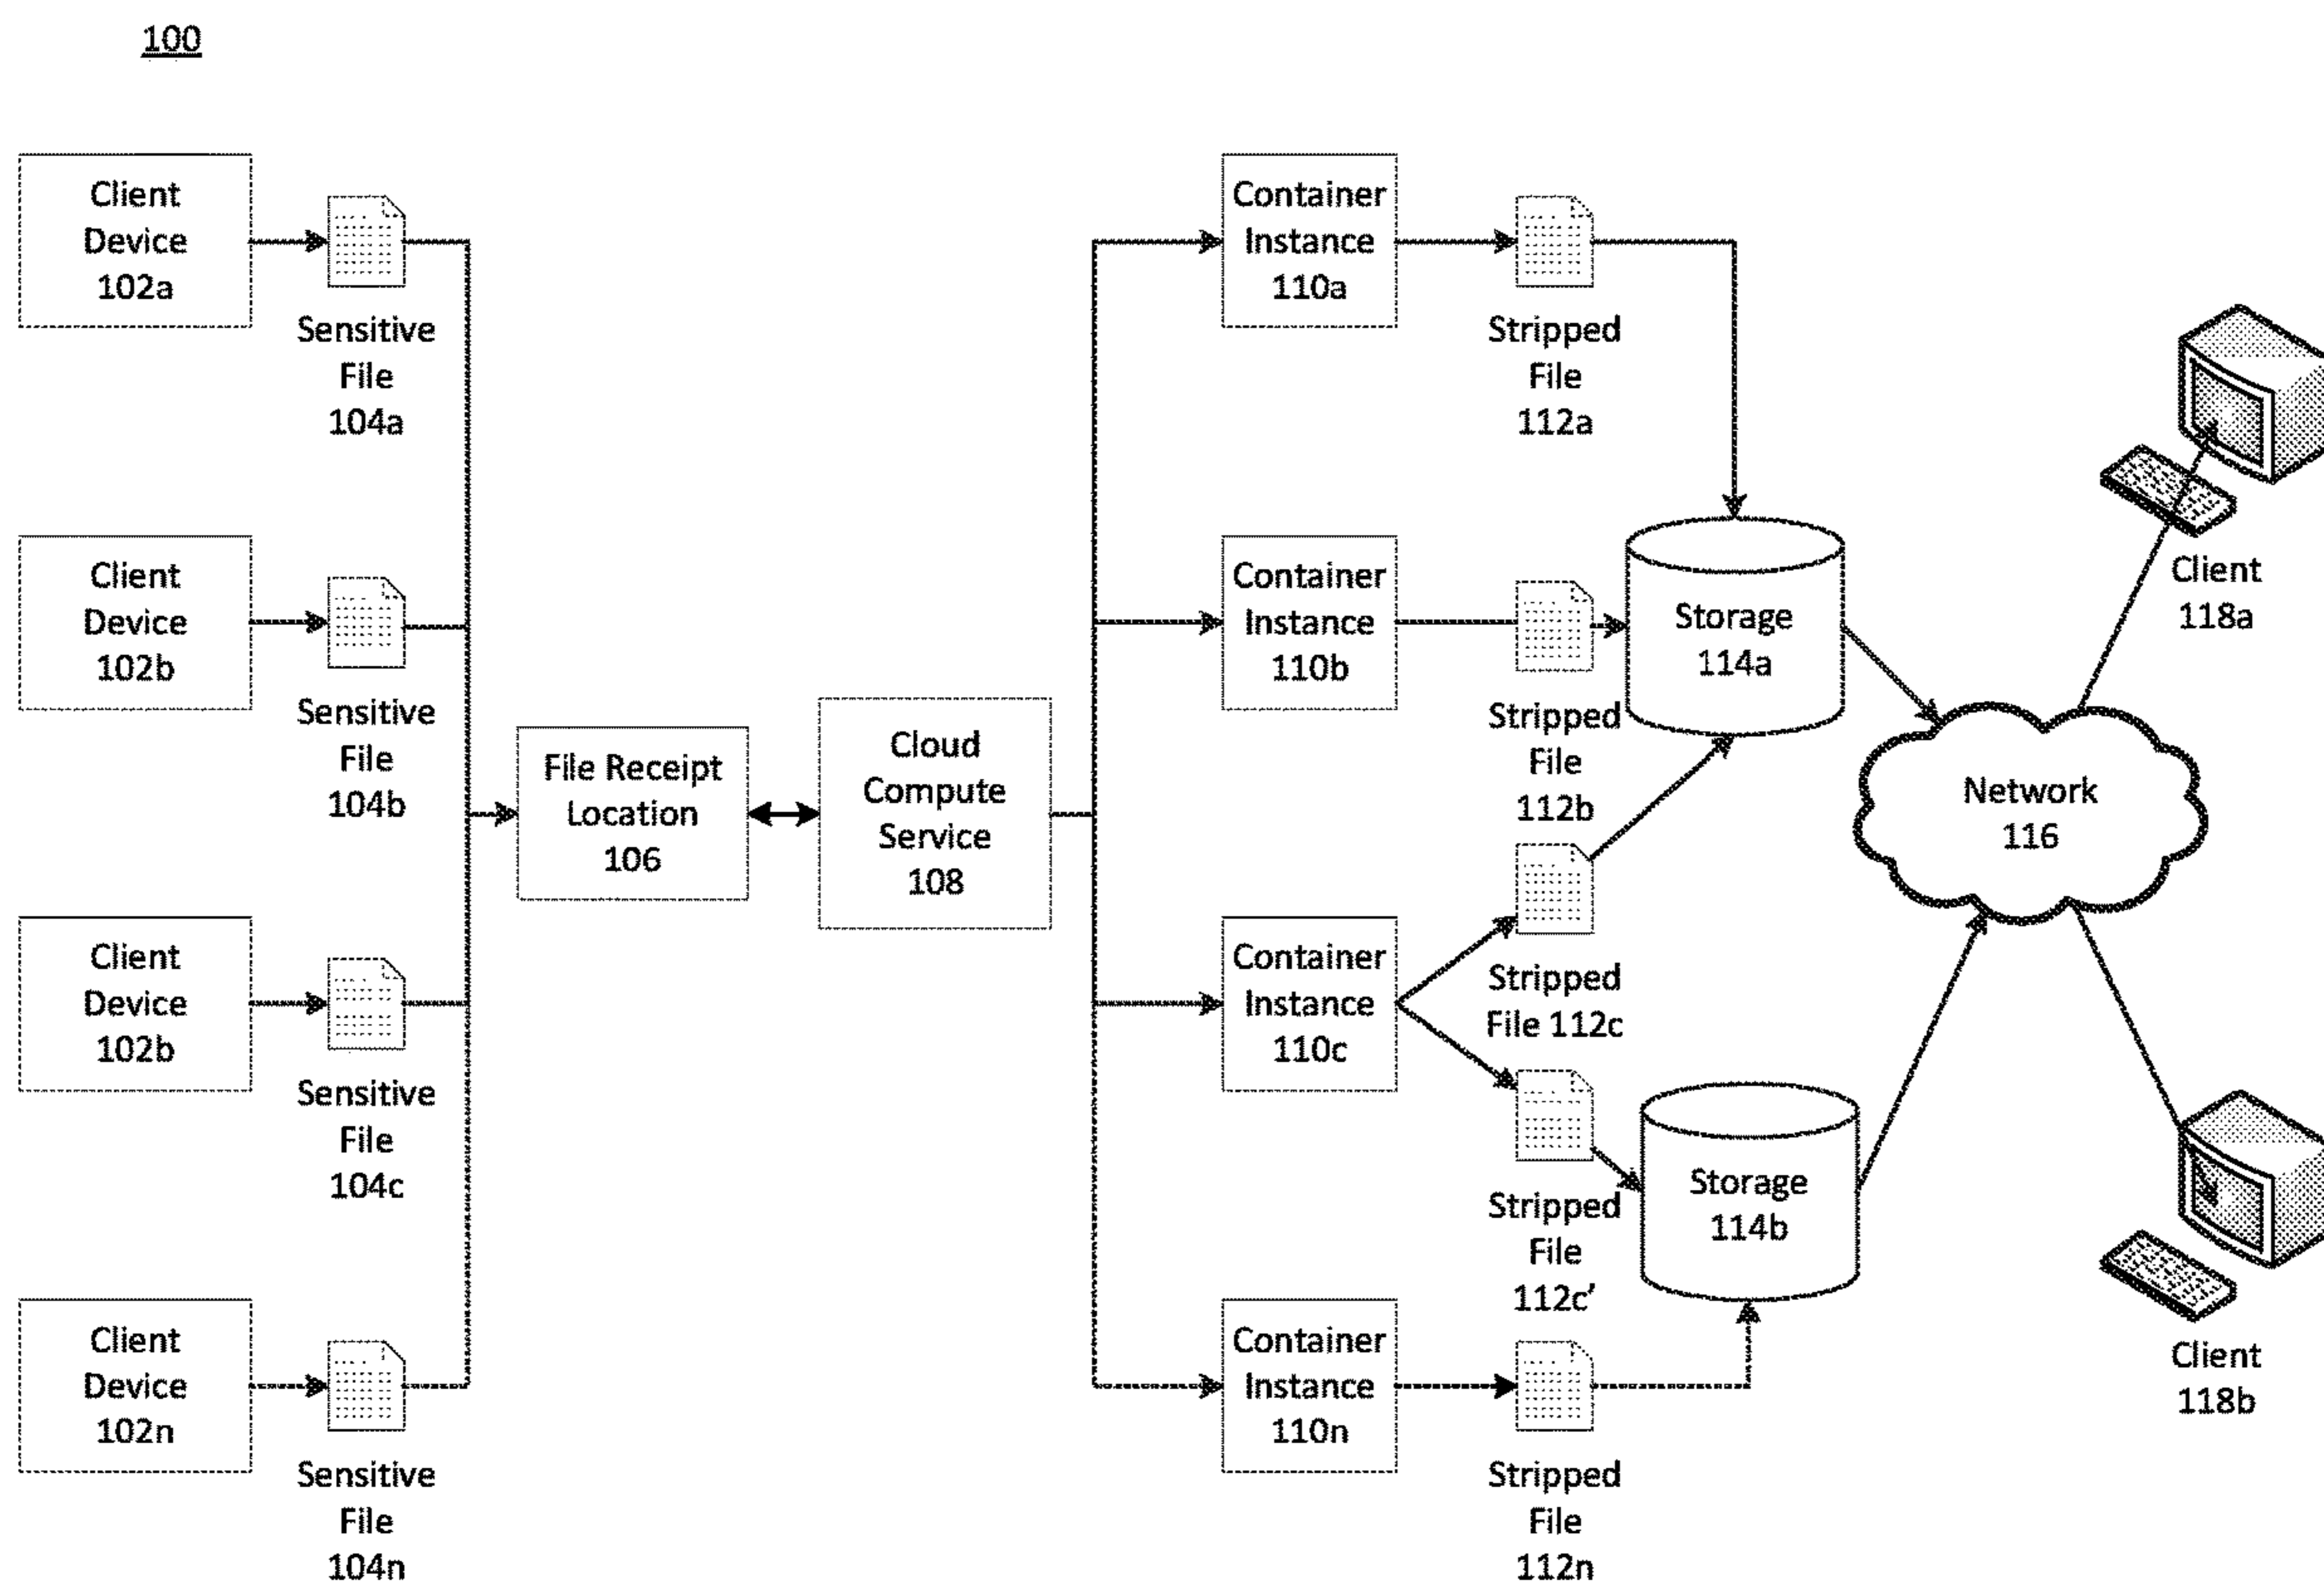 100
Client
Device
102a
Sensitive
File
104a
Client
Device
102b
Sensitive
File
104b
Client
Device
102b
Sensitive
File
104c
Client
Device
102n
Sensitive
File
104n
File Receipt
Location
106
Cloud
Compute
Service
108
Container
Instance
110a
Stripped
File
112a
Container
Instance
110b
Stripped
File
112b
Container
Instance
110c
Stripped
File 112c
Stripped
File
112c’
Container
Instance
110n
Stripped
File
112n
Storage
114a
Storage
114b
Network
116
Client
118a
Client
118b